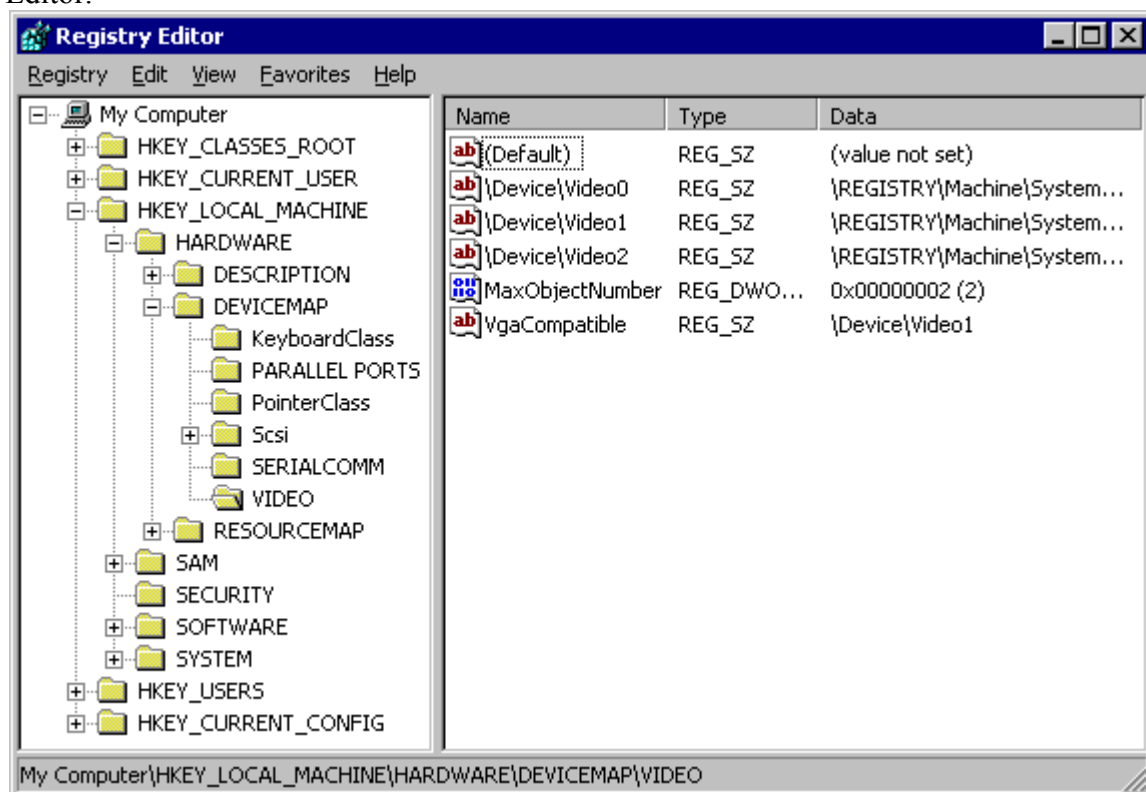 Editor.
Registry Editor
Registry Edit View Favorites Help
My Computer
HKEY_CLASSES_ROOT
HKEY_CURRENT_USER
HKEY_LOCAL_MACHINE
HARDWARE
DESCRIPTION
DEVICEMAP
KeyboardClass
PARALLEL PORTS
PointerClass
Scsi
SERIALCOMM
VIDEO
RESOURCEMAP
SAM
SECURITY
SOFTWARE
SYSTEM
HKEY_USERS
HKEY_CURRENT_CONFIG
Name Type Data
(Default) REG_SZ (value not set)
\Device\Video0 REG_SZ \REGISTRY\Machine\System...
\Device\Video1 REG_SZ \REGISTRY\Machine\System...
\Device\Video2 REG_SZ \REGISTRY\Machine\System...
MaxObjectNumber REG_DWO... 0x00000002 (2)
VgaCompatible REG_SZ \Device\Video1
My Computer\HKEY_LOCAL_MACHINE\HARDWARE\DEVICEMAP\VIDEO